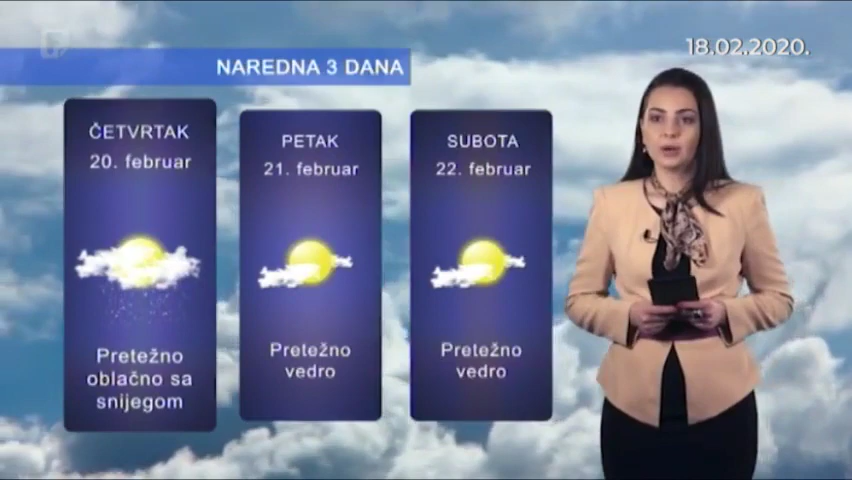 18.02.2020.
NAREDNA 3 DANA
ČETVRTAK
20. februar
Pretežno
oblačno sa
snijegom
PETAK
21. februar
Pretežno
vedro
SUBOTA
22. februar
Pretežno
vedro